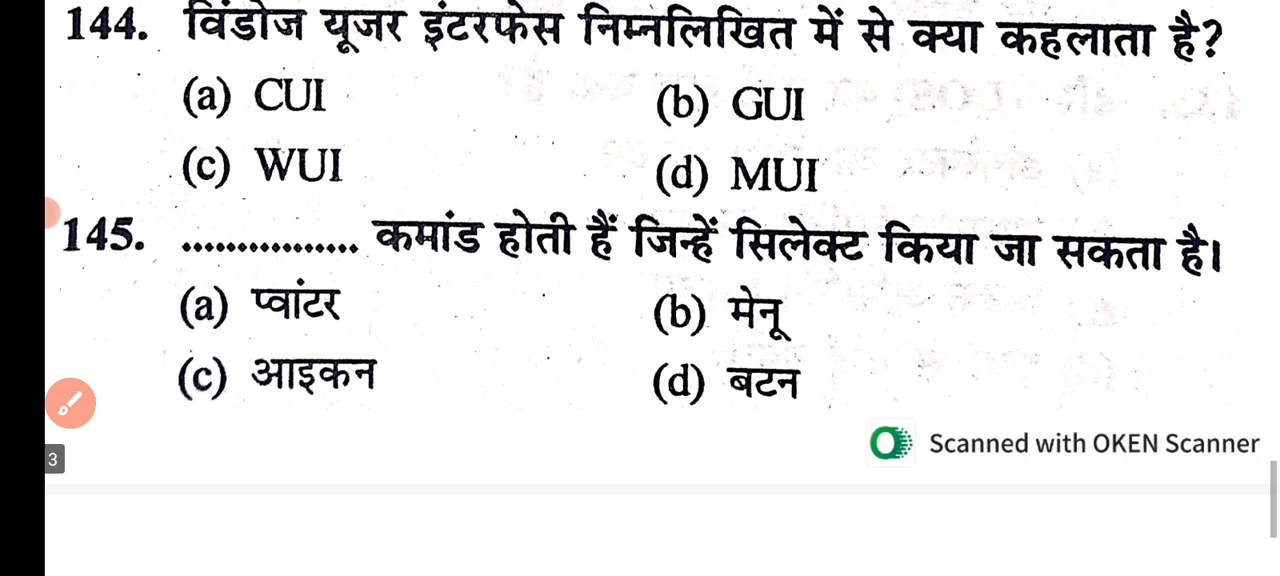 144. विंडोज यूजर इंटरफेस निम्नलिखित में से क्या कहलाता है?
(a) CUI (b) GUI
(c) WUI (d) MUI
145. ................. कमांड होती हैं जिन्हें सिलेक्ट किया जा सकता है।
(a) प्वांटर (b) मेनू
(c) आइकन (d) बटन
3
Scanned with OKEN Scanner